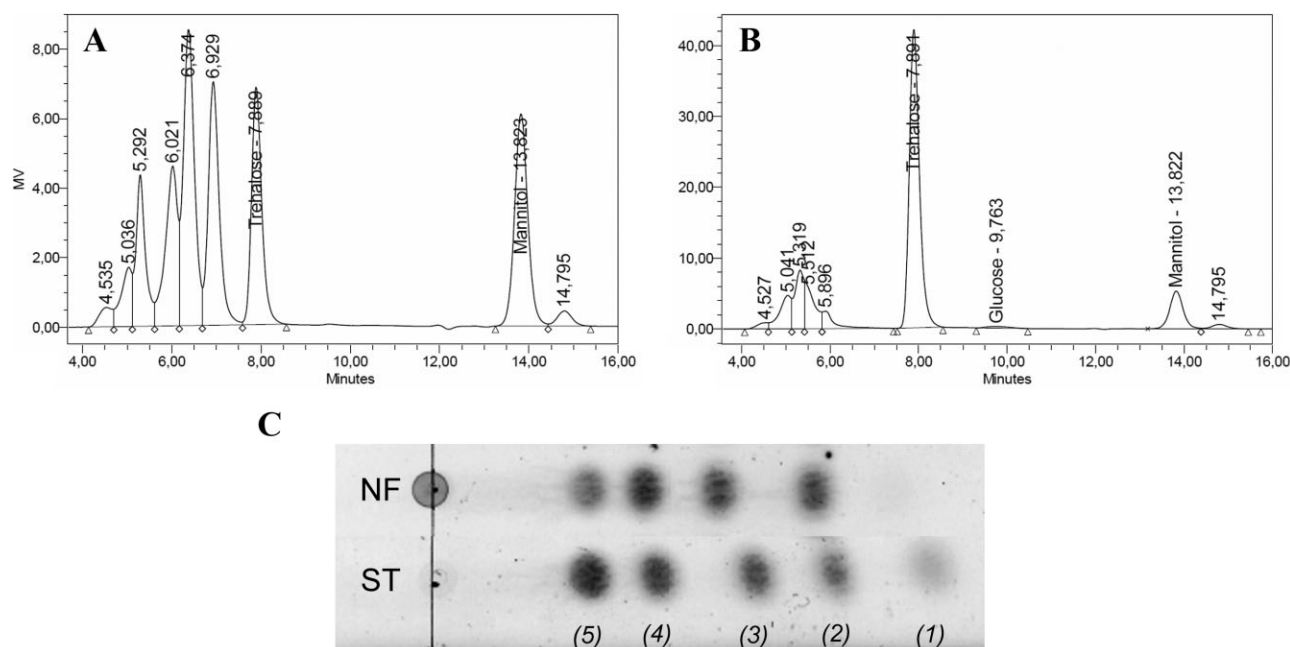 A
MV
8,00
6,00
4,00
2,00
0,00
4,535
5,036
5,292
6,021
6,374
6,929
Trehalose - 7,889
Mannitol - 13,823
14,795
4,00 6,00 8,00 10,00 12,00 14,00 16,00
Minutes
B
40,00
30,00
20,00
10,00
0,00
4,527
5,041
5,319
5,512
5,896
Trehalose - 7,891
Glucose - 9,763
Mannitol - 13,822
14,795
4,00 6,00 8,00 10,00 12,00 14,00 16,00
Minutes
C
NF
ST
(5) (4) (3) (2) (1)